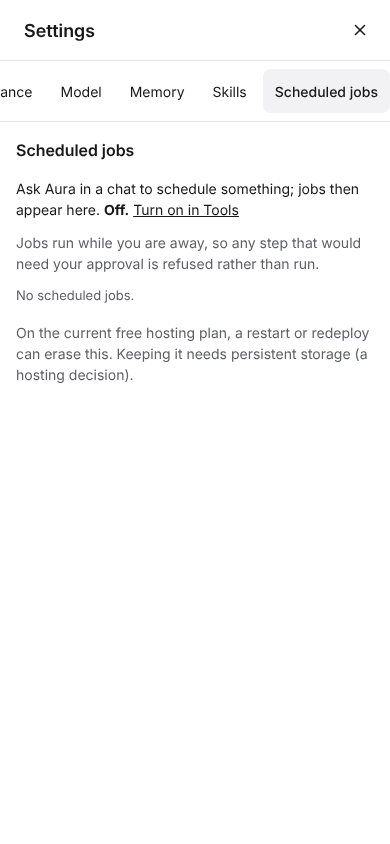 Settings
ance Model Memory Skills Scheduled jobs
Scheduled jobs
Ask Aura in a chat to schedule something; jobs then
appear here. Off. Turn on in Tools
Jobs run while you are away, so any step that would
need your approval is refused rather than run.
No scheduled jobs.
On the current free hosting plan, a restart or redeploy
can erase this. Keeping it needs persistent storage (a
hosting decision).